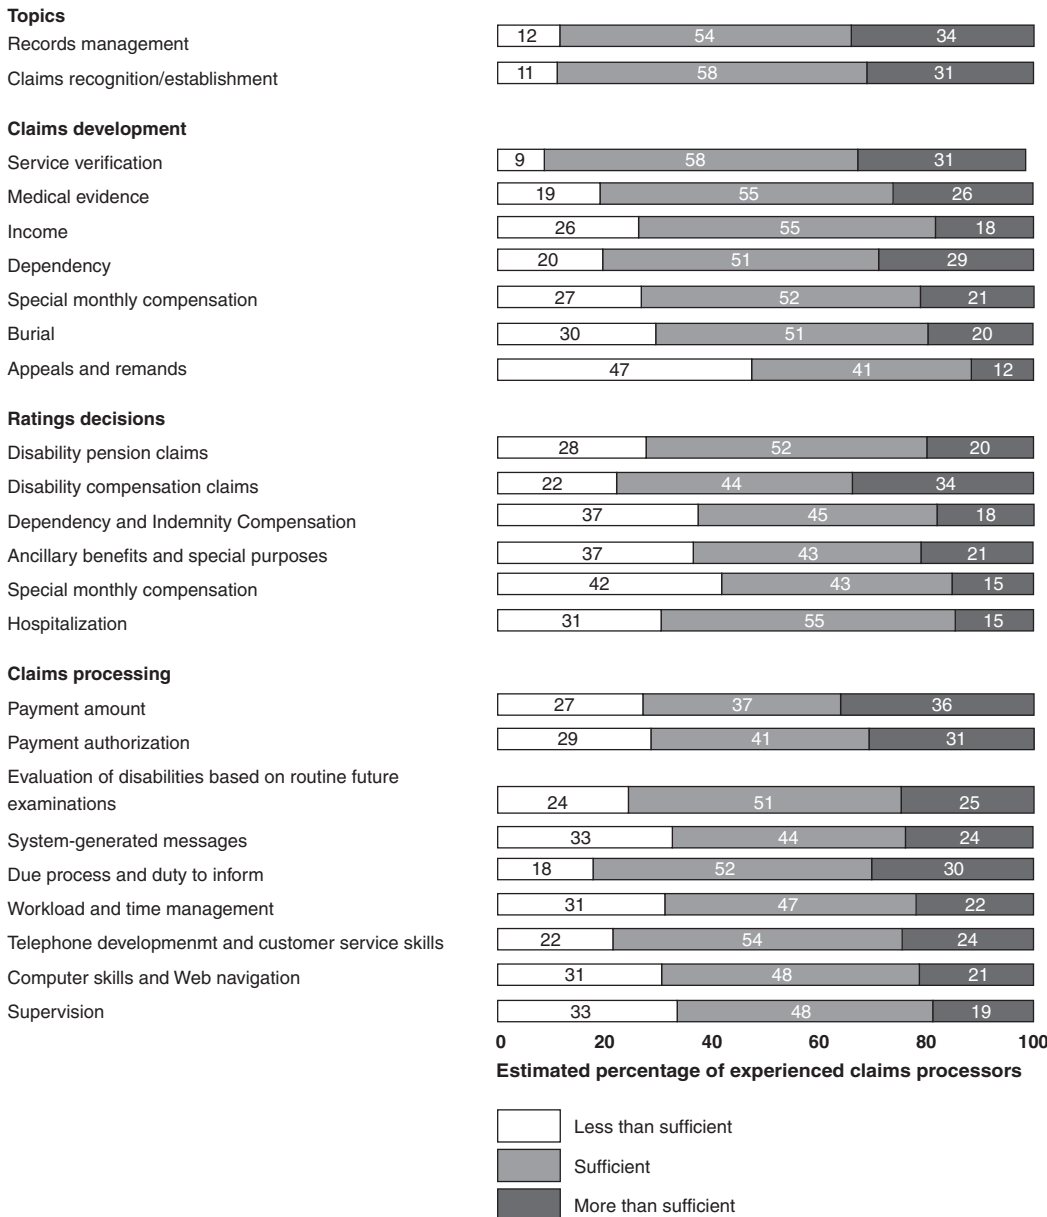 Topics
Records management 12 54 34
Claims recognition/establishment 11 58 31
Claims development
Service verification 9 58 31
Medical evidence 19 55 26
Income 26 55 18
Dependency 20 51 29
Special monthly compensation 27 52 21
Burial 30 51 20
Appeals and remands 47 41 12
Ratings decisions
Disability pension claims 28 52 20
Disability compensation claims 22 44 34
Dependency and Indemnity Compensation 37 45 18
Ancillary benefits and special purposes 37 43 21
Special monthly compensation 42 43 15
Hospitalization 31 55 15
Claims processing
Payment amount 27 37 36
Payment authorization 29 41 31
Evaluation of disabilities based on routine future
examinations 24 51 25
System-generated messages 33 44 24
Due process and duty to inform 18 52 30
Workload and time management 31 47 22
Telephone developmenmt and customer service skills 22 54 24
Computer skills and Web navigation 31 48 21
Supervision 33 48 19
0 20 40 60 80 100
Estimated percentage of experienced claims processors
Less than sufficient
Sufficient
More than sufficient